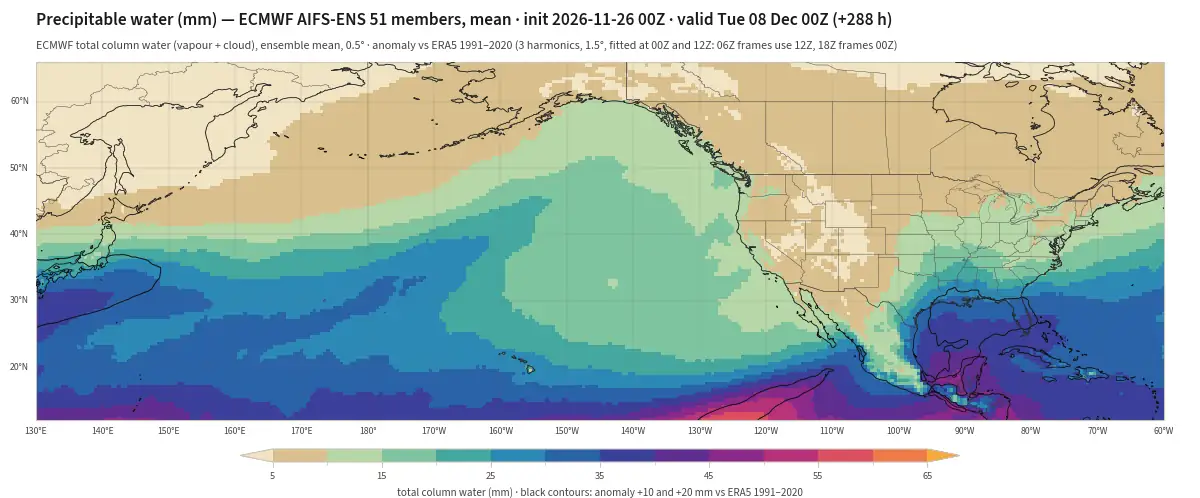 Precipitable water (mm) — ECMWF AIFS-ENS 51 members, mean · init 2026-11-26 00Z · valid Tue 08 Dec 00Z (+288 h)
ECMWF total column water (vapour + cloud), ensemble mean, 0.5° · anomaly vs ERA5 1991–2020 (3 harmonics, 1.5°, fitted at 00Z and 12Z: 06Z frames use 12Z, 18Z frames 00Z)
60°N
50°N
40°N
30°N
20°N
130°E 140°E 150°E 160°E 170°E 180° 170°W 160°W 150°W 140°W 130°W 120°W 110°W 100°W 90°W 80°W 70°W 60°W
5 15 25 35 45 55 65
total column water (mm) · black contours: anomaly +10 and +20 mm vs ERA5 1991–2020